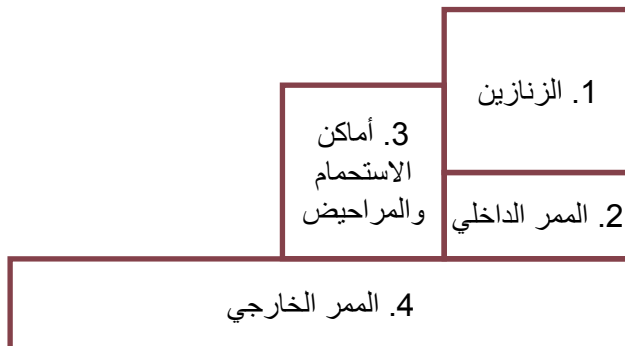 1. الزنازين
3. أماكن
الاستحمام
والمراحيض
2. الممر الداخلي
4. الممر الخارجي